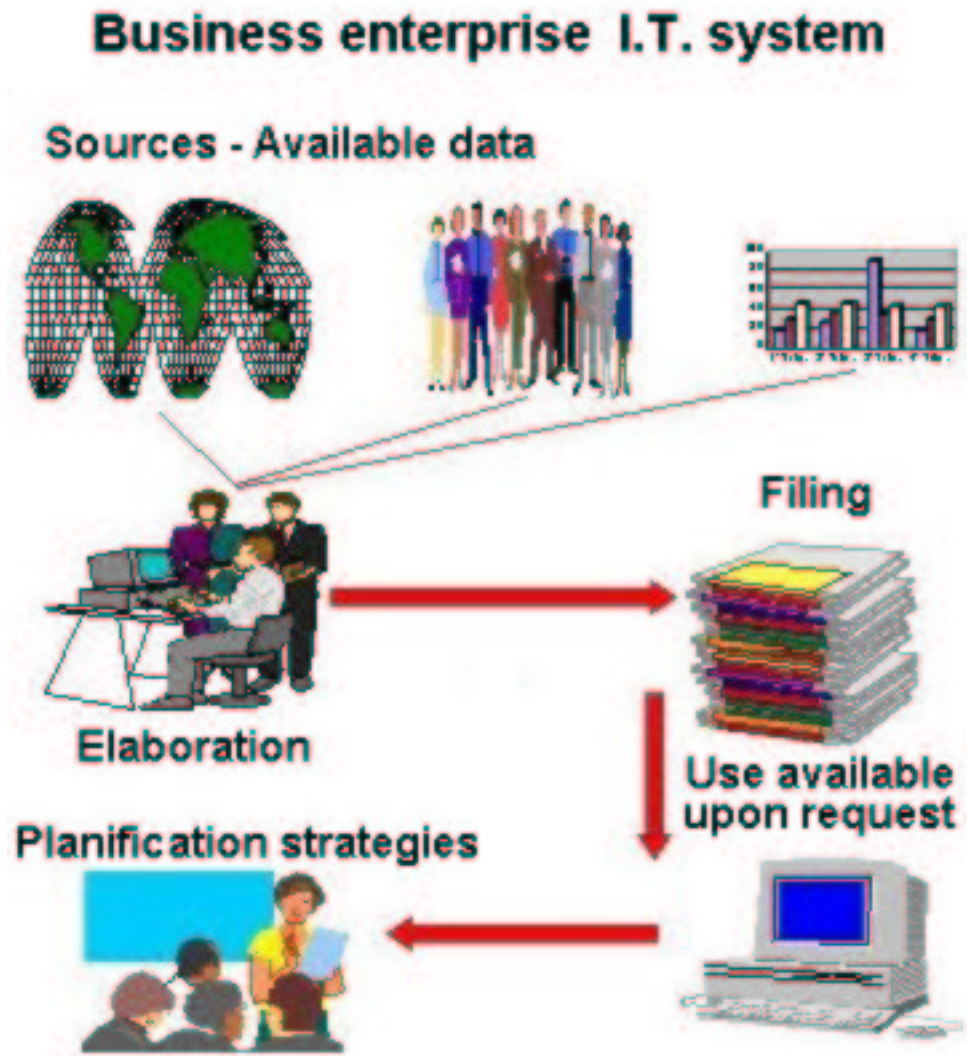 Business enterprise I.T. system
Sources - Available data
Filing
Elaboration
Use available
upon request
Planification strategies